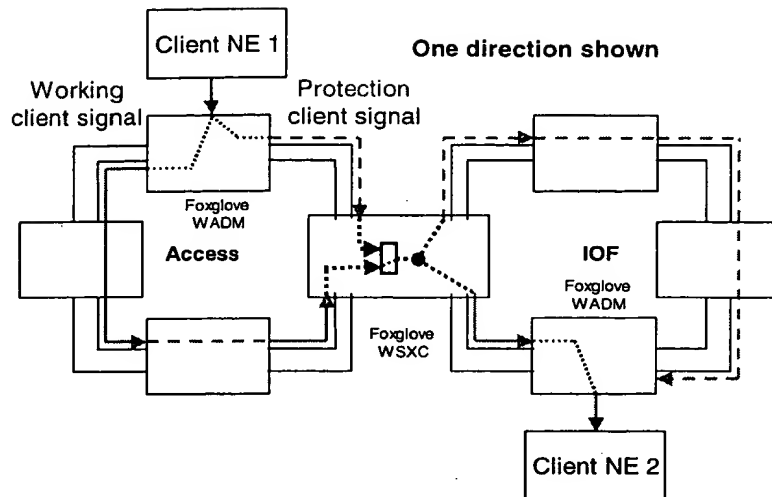 Client NE 1
One direction shown
Working
client signal
Protection
client signal
Foxglove
WADM
Access
IOF
Foxglove
WADM
Foxglove
WSXC
Client NE 2